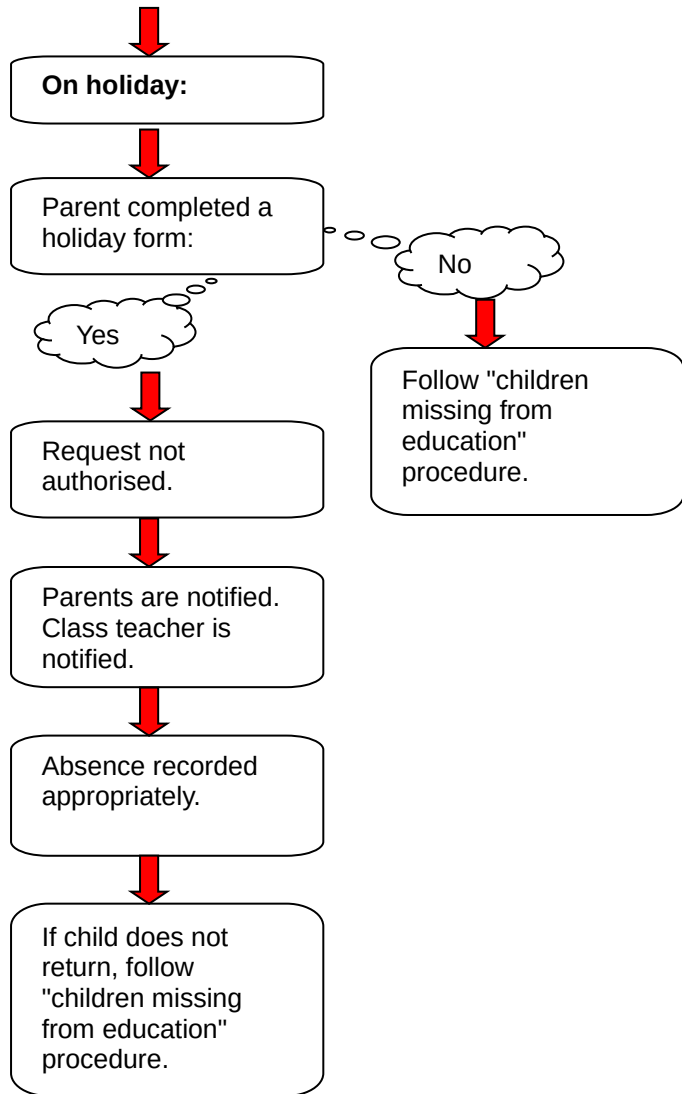 On holiday:
Parent completed a
holiday form:
No
Yes
Follow "children
missing from
education"
procedure.
Request not
authorised.
Parents are notified.
Class teacher is
notified.
Absence recorded
appropriately.
If child does not
return, follow
"children missing
from education"
procedure.